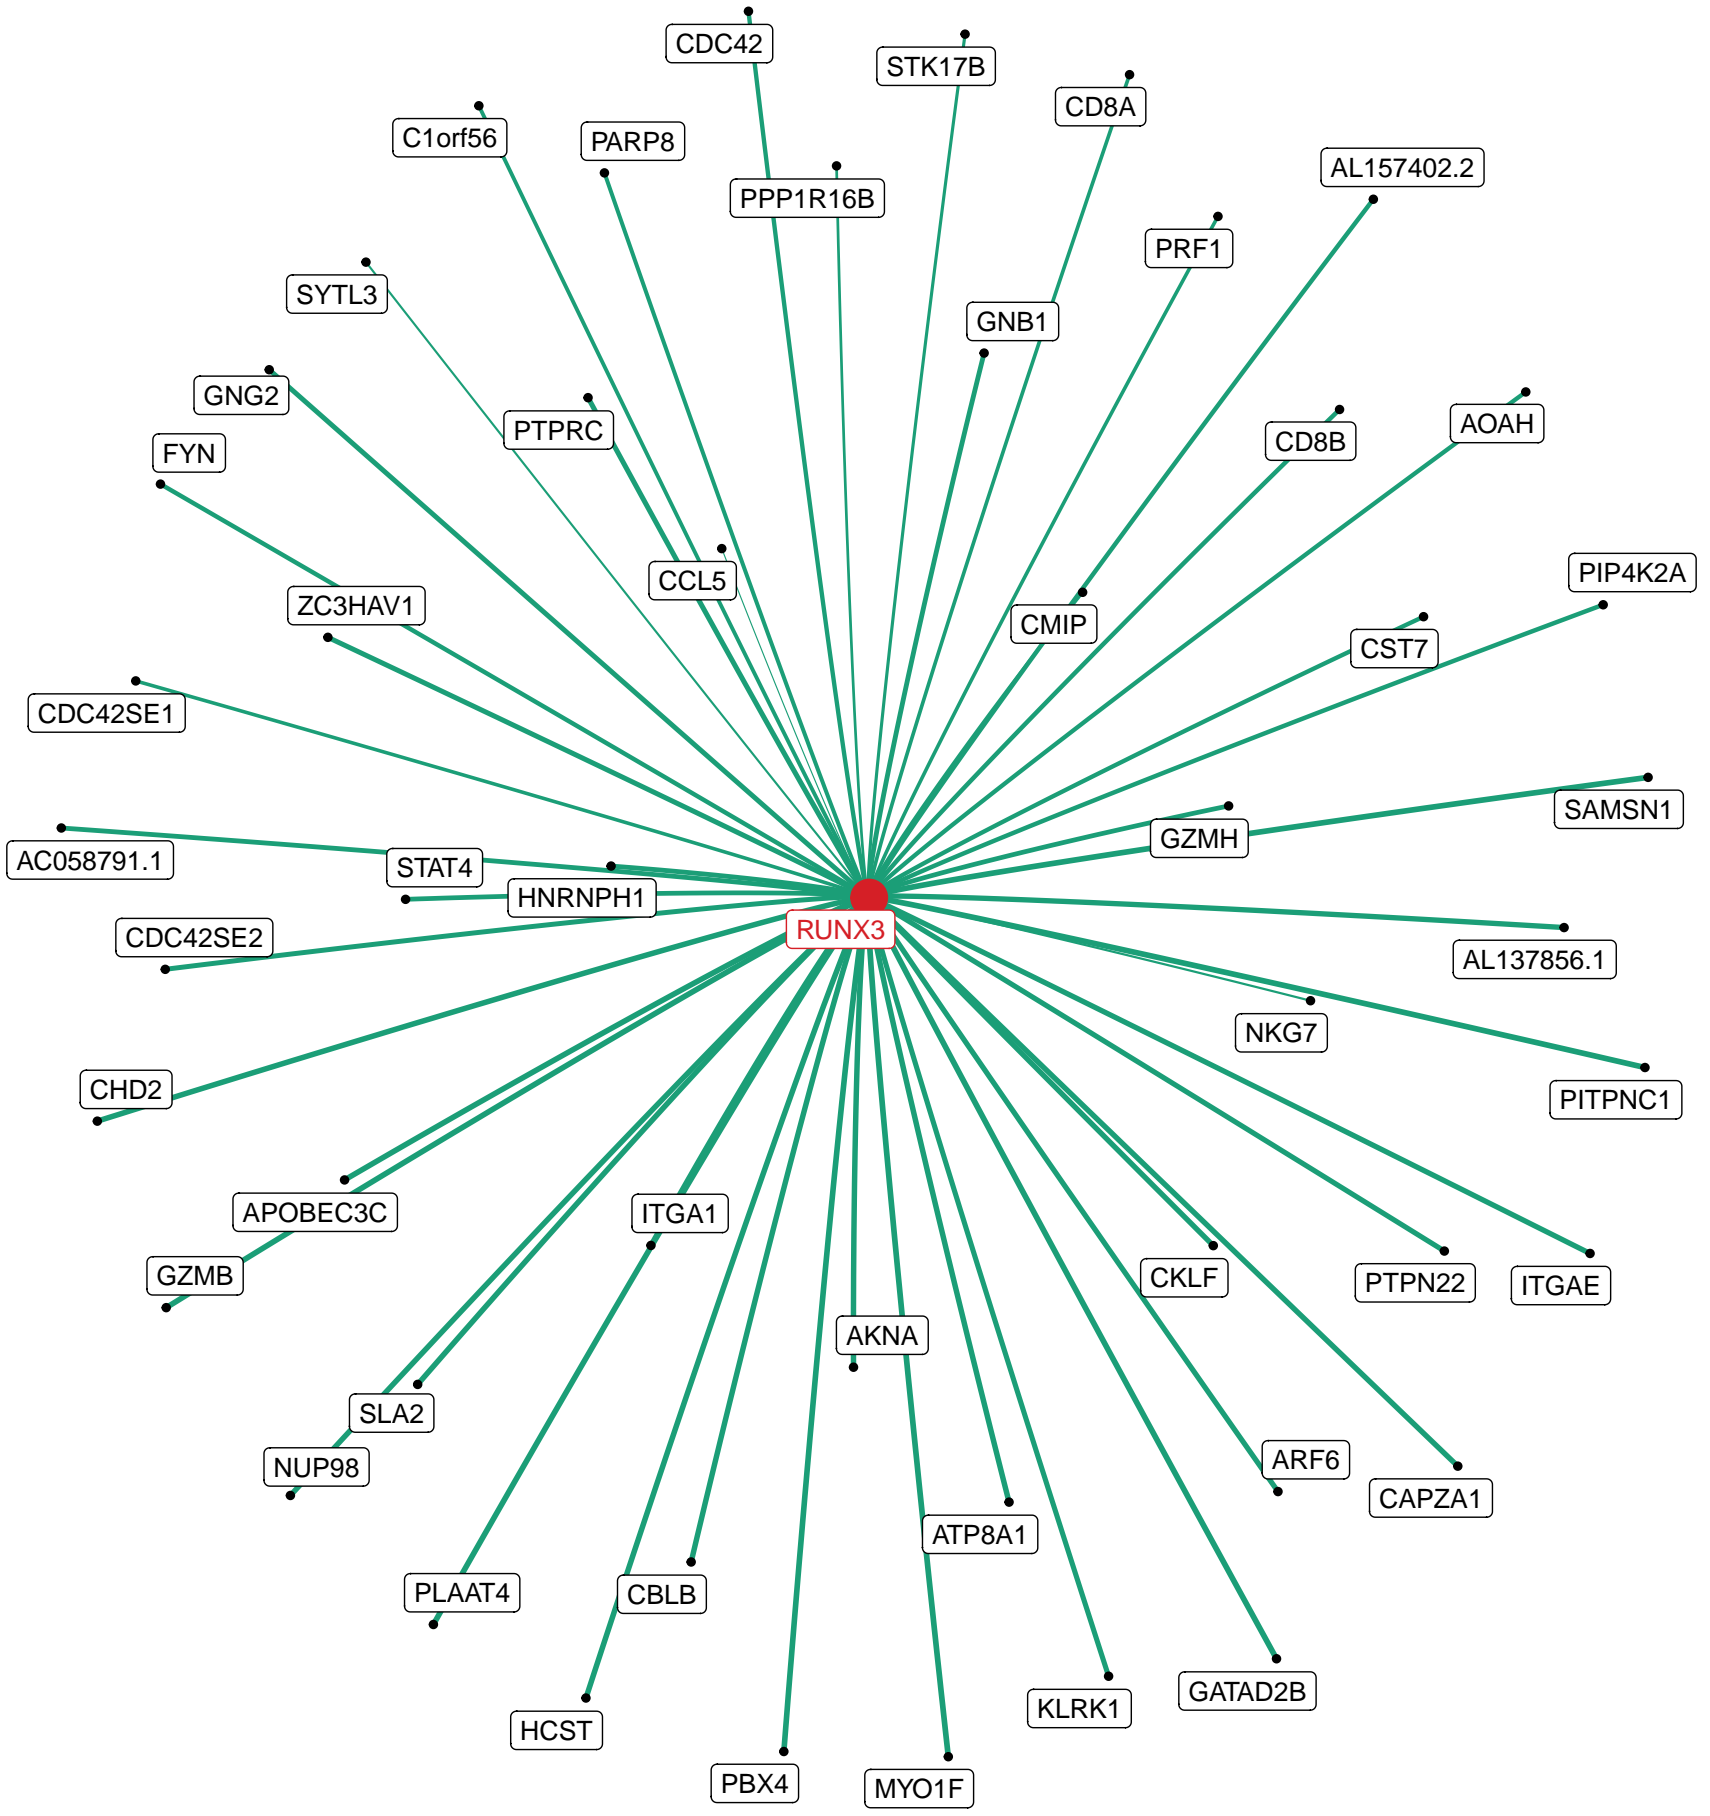 CDC42
STK17B
CD8A
C1orf56
PARP8
AL157402.2
PPP1R16B
PRF1
SYTL3
GNB1
GNG2
PTPRC
AOAH
CD8B
FYN
PIP4K2A
CCL5
ZC3HAV1
CMIP
CST7
CDC42SE1
SAMSN1
GZMH
AC058791.1
STAT4
HNRNPH1
RUNX3
CDC42SE2
AL137856.1
NKG7
CHD2
PITPNC1
APOBEC3C
ITGA1
GZMB
CKLF
PTPN22
ITGAE
AKNA
SLA2
NUP98
ARF6
CAPZA1
ATP8A1
PLAAT4
CBLB
GATAD2B
KLRK1
HCST
PBX4
MYO1F